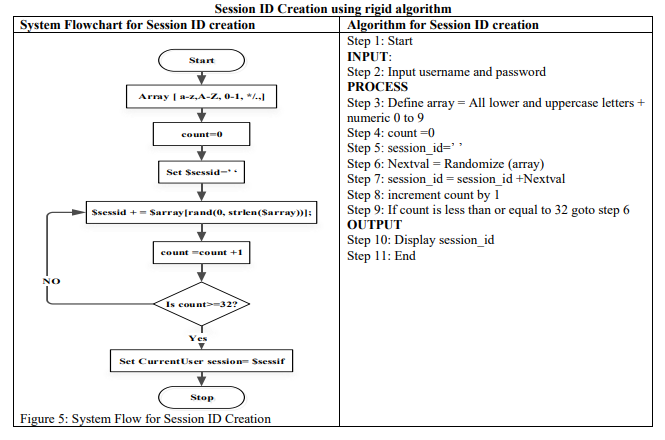 Session ID Creation using rigid algorithm
System Flowchart for Session ID creation
Start
Array [ a-z,A-Z, 0-1, */.,]
count=0
Set $sessid=‘ ‘
$sessid + = $array[rand(0, strlen($array))];
count =count +1
NO
Is count>=32?
Yes
Set CurrentUser session= $sessif
Stop
Figure 5: System Flow for Session ID Creation
Algorithm for Session ID creation
Step 1: Start
INPUT:
Step 2: Input username and password
PROCESS
Step 3: Define array = All lower and uppercase letters +
numeric 0 to 9
Step 4: count =0
Step 5: session_id=’ ’
Step 6: Nextval = Randomize (array)
Step 7: session_id = session_id +Nextval
Step 8: increment count by 1
Step 9: If count is less than or equal to 32 goto step 6
OUTPUT
Step 10: Display session_id
Step 11: End